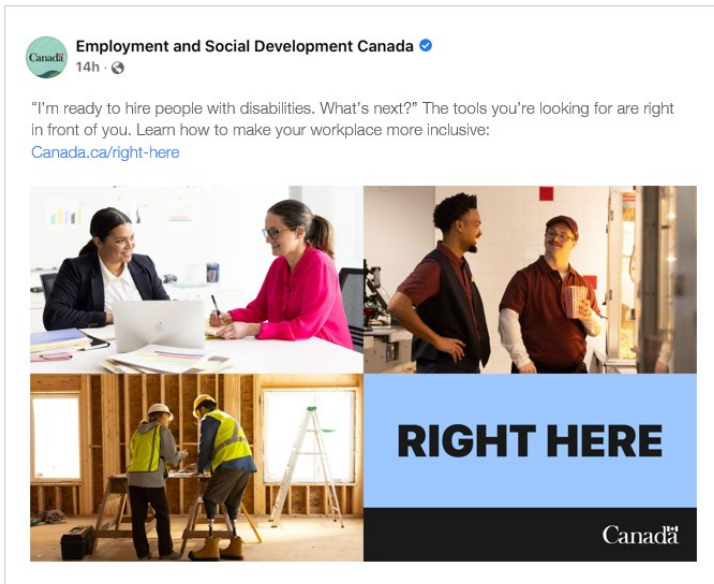 Canada
Employment and Social Development Canada
14h ·
“I’m ready to hire people with disabilities. What’s next?” The tools you’re looking for are right
in front of you. Learn how to make your workplace more inclusive:
Canada.ca/right-here
RIGHT HERE
Canada